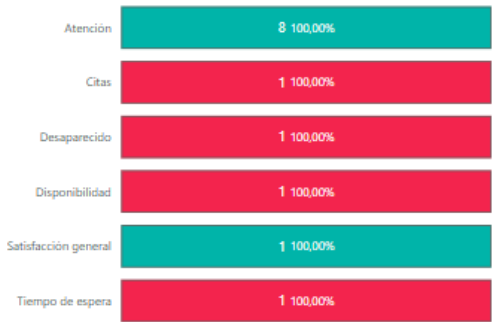 Atención 8 100,00%
Citas 1 100,00%
Desaparecido 1 100,00%
Disponibilidad 1 100,00%
Satisfacción general 1 100,00%
Tiempo de espera 1 100,00%